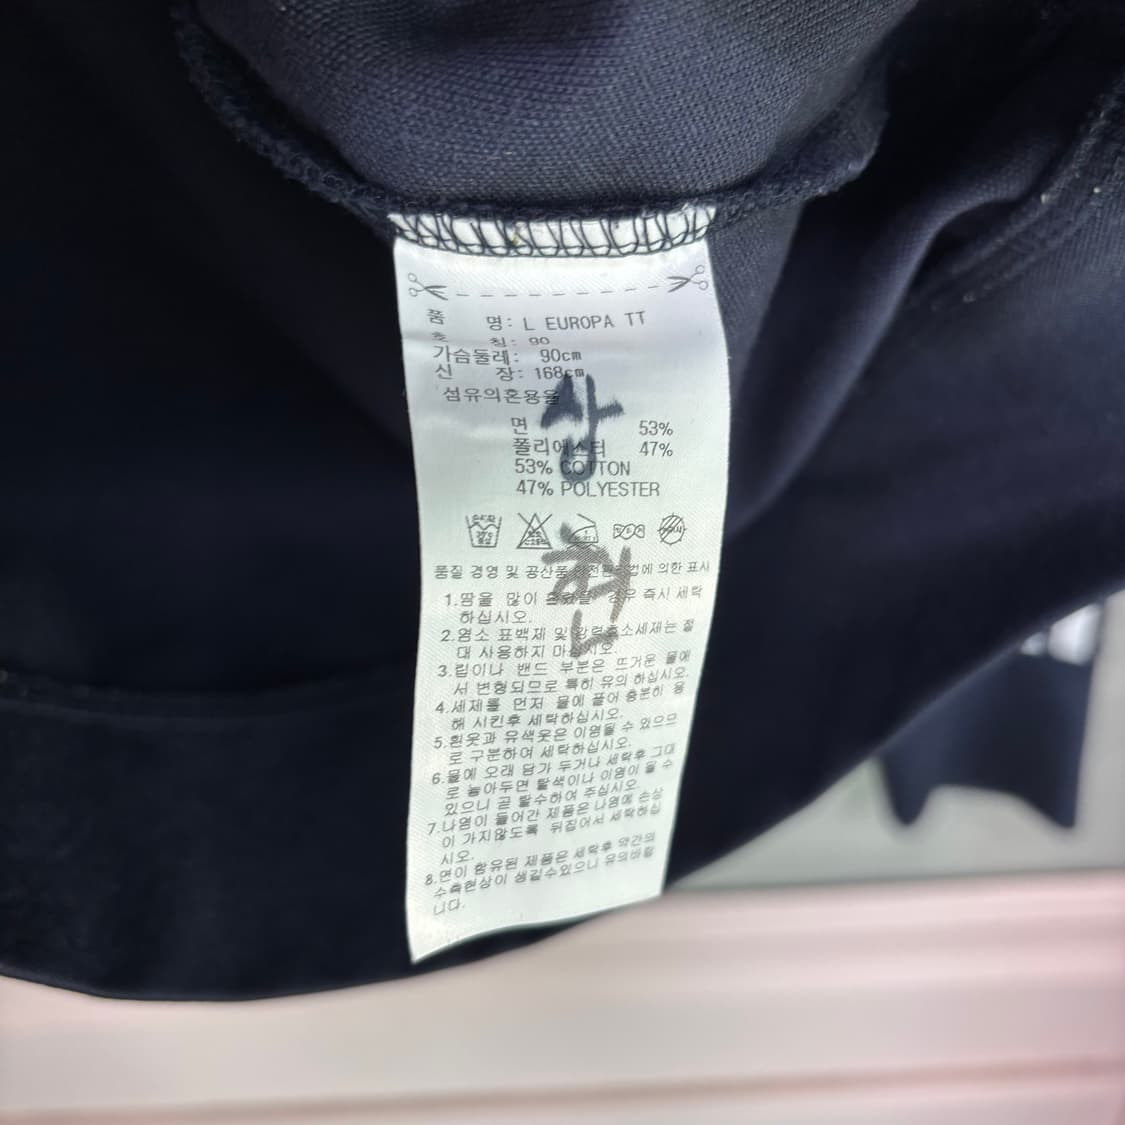 품 명: L EUROPA TT
호 칭: 90
가슴둘레: 90cm
신 장: 168cm
섬유의혼용율
면 53%
폴리에스터 47%
53% COTTON
47% POLYESTER
품질 경영 및 공산품 안전관리법에 의한 표시
1.땀을 많이 흘렸을 경우 즉시 세탁
하십시오.
2.염소 표백제 및 강력효소세제는 절
대 사용하지 마십시오.
3.립이나 밴드 부분은 뜨거운 물에
서 변형되므로 특히 유의 하십시오.
4.세제를 먼저 물에 풀어 충분히 용
해 시킨후 세탁하십시오.
5.흰옷과 유색옷은 이염될 수 있으므
로 구분하여 세탁하십시오.
6.물에 오래 담가 두거나 세탁후 그대
로 놓아두면 탈색이나 이염이 될 수
있으니 곧 탈수하여 주십시오.
7.나염이 들어간 제품은 나염에 손상
이 가지않도록 뒤집어서 세탁하십
시오.
8.면이 함유된 제품은 세탁후 약간의
수축현상이 생길수있으니 유의바랍
니다.
상
현